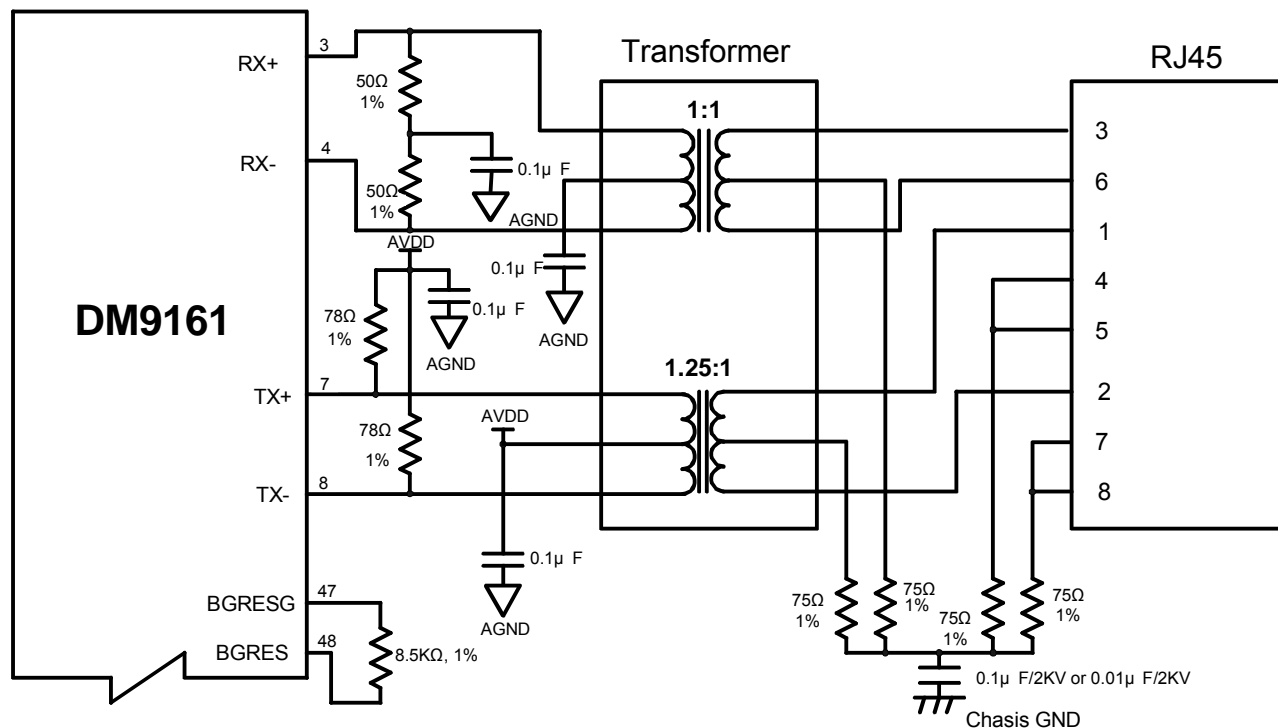 Transformer
RJ45
RX+
3
50Ω
1%
1:1
3
RX-
4
0.1µ F
6
50Ω
1%
AGND
1
AVDD
0.1µ F
4
DM9161
78Ω
1%
0.1µ F
5
AGND
AGND
1.25:1
TX+
7
2
AVDD
78Ω
1%
7
TX-
8
8
0.1µ F
BGRESG
47
AGND
75Ω
1%
75Ω
1%
75Ω
1%
75Ω
1%
BGRES
48
8.5KΩ, 1%
0.1µ F/2KV or 0.01µ F/2KV
Chasis GND